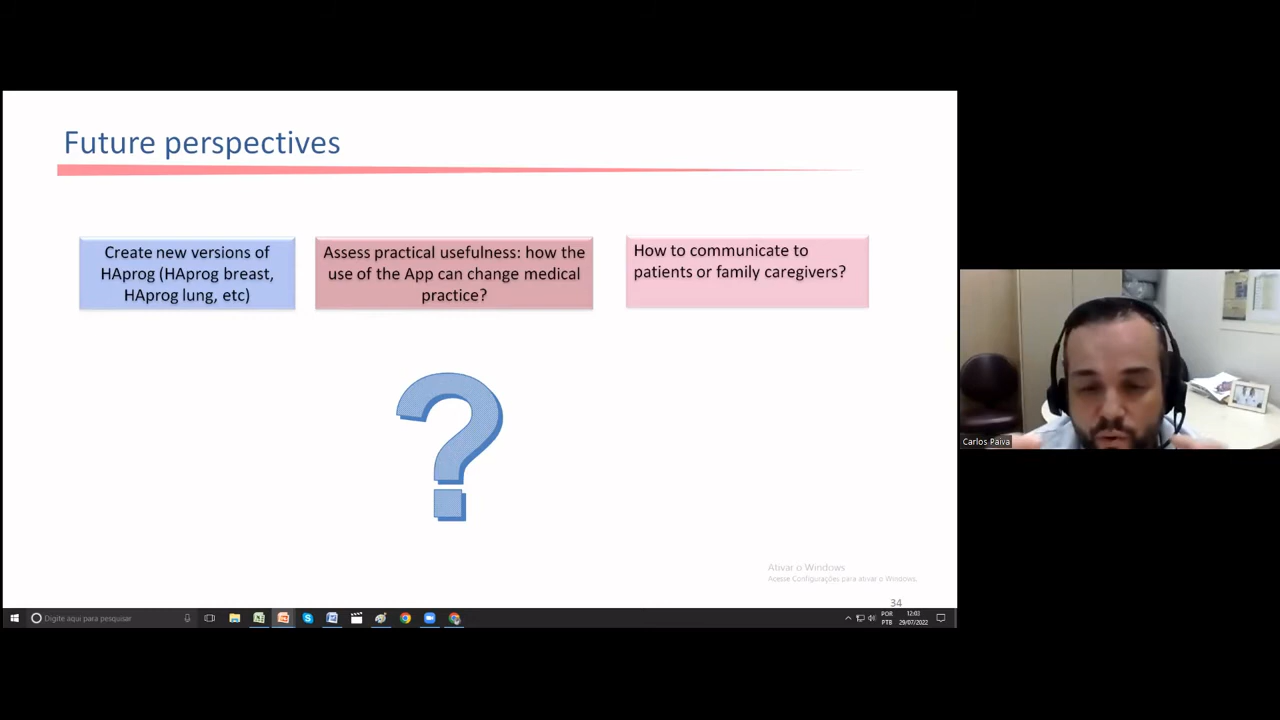 Future perspectives
Create new versions of
HAprog (HAprog breast,
HAprog lung, etc)
Assess practical usefulness: how the
use of the App can change medical
practice?
How to communicate to
patients or family caregivers?
?
Ativar o Windows
Acesse Configurações para ativar o Windows.
34
Digite aqui para pesquisar
POR
PTB
12:03
29/07/2022
Carlos Paiva